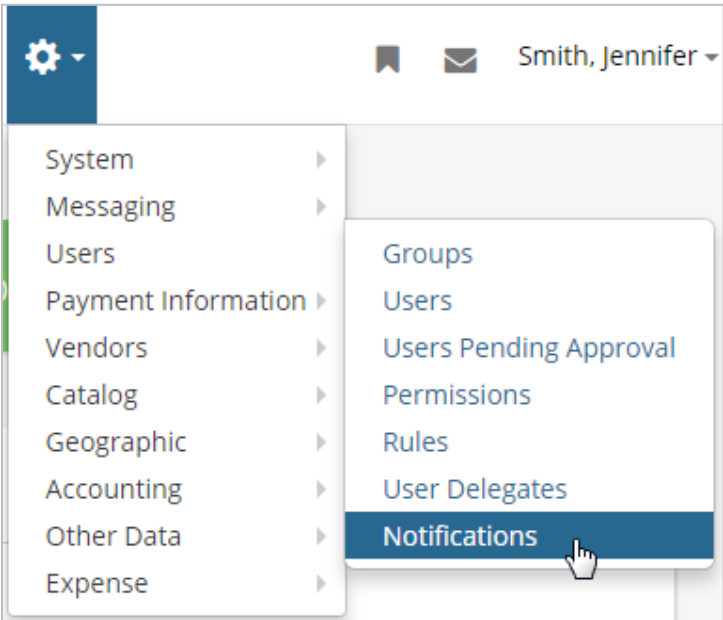 Smith, Jennifer
System
Messaging
Users
Payment Information
Vendors
Catalog
Geographic
Accounting
Other Data
Expense
Groups
Users
Users Pending Approval
Permissions
Rules
User Delegates
Notifications